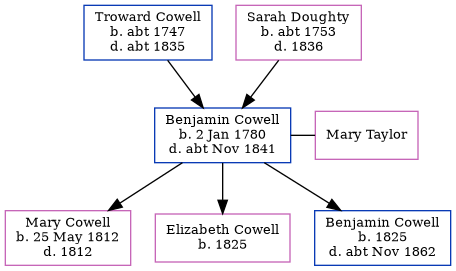 Troward Cowell
b. abt 1747
d. abt 1835
Sarah Doughty
b. abt 1753
d. 1836
Benjamin Cowell
b. 2 Jan 1780
d. abt Nov 1841
Mary Taylor
Mary Cowell
b. 25 May 1812
d. 1812
Elizabeth Cowell
b. 1825
Benjamin Cowell
b. 1825
d. abt Nov 1862